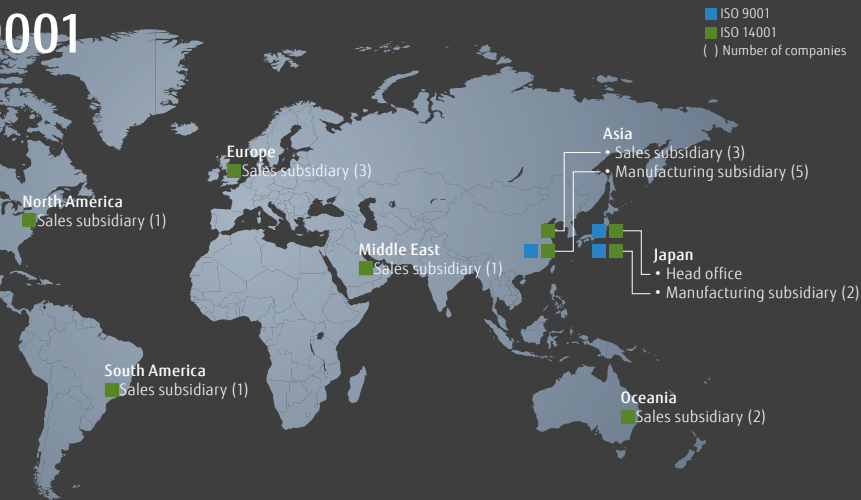 9001
ISO 9001
ISO 14001
( ) Number of companies
Asia
• Sales subsidiary (3)
• Manufacturing subsidiary (5)
Europe
Sales subsidiary (3)
North America
Sales subsidiary (1)
Middle East
Sales subsidiary (1)
Japan
• Head office
• Manufacturing subsidiary (2)
South America
Sales subsidiary (1)
Oceania
Sales subsidiary (2)